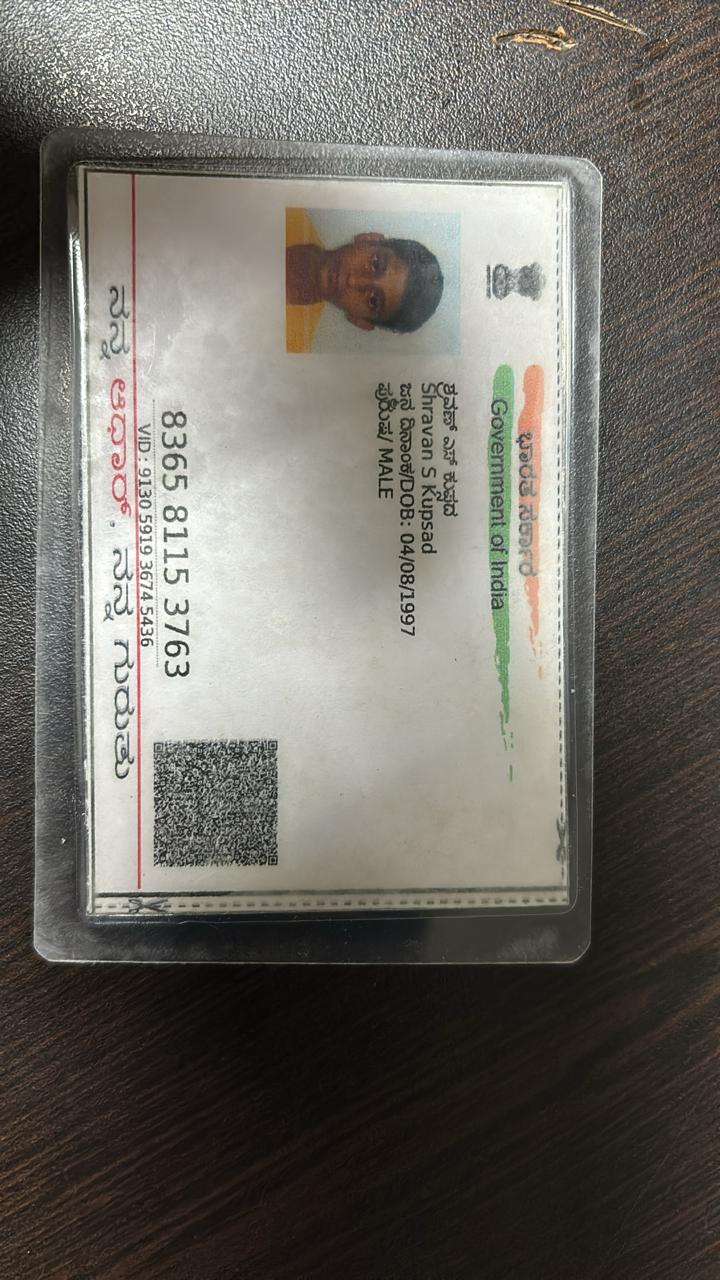 ಭಾರತ ಸರ್ಕಾರ
Government of India
ಶ್ರವಣ್ ಎಸ್ ಕುಪ್ಸದ
Shravan S Kupsad
ಜನ್ಮ ದಿನಾಂಕ/DOB: 04/08/1997
ಪುರುಷ/ MALE
8365 8115 3763
VID : 9130 5919 3674 5436
ನನ್ನ ಆಧಾರ್, ನನ್ನ ಗುರುತು